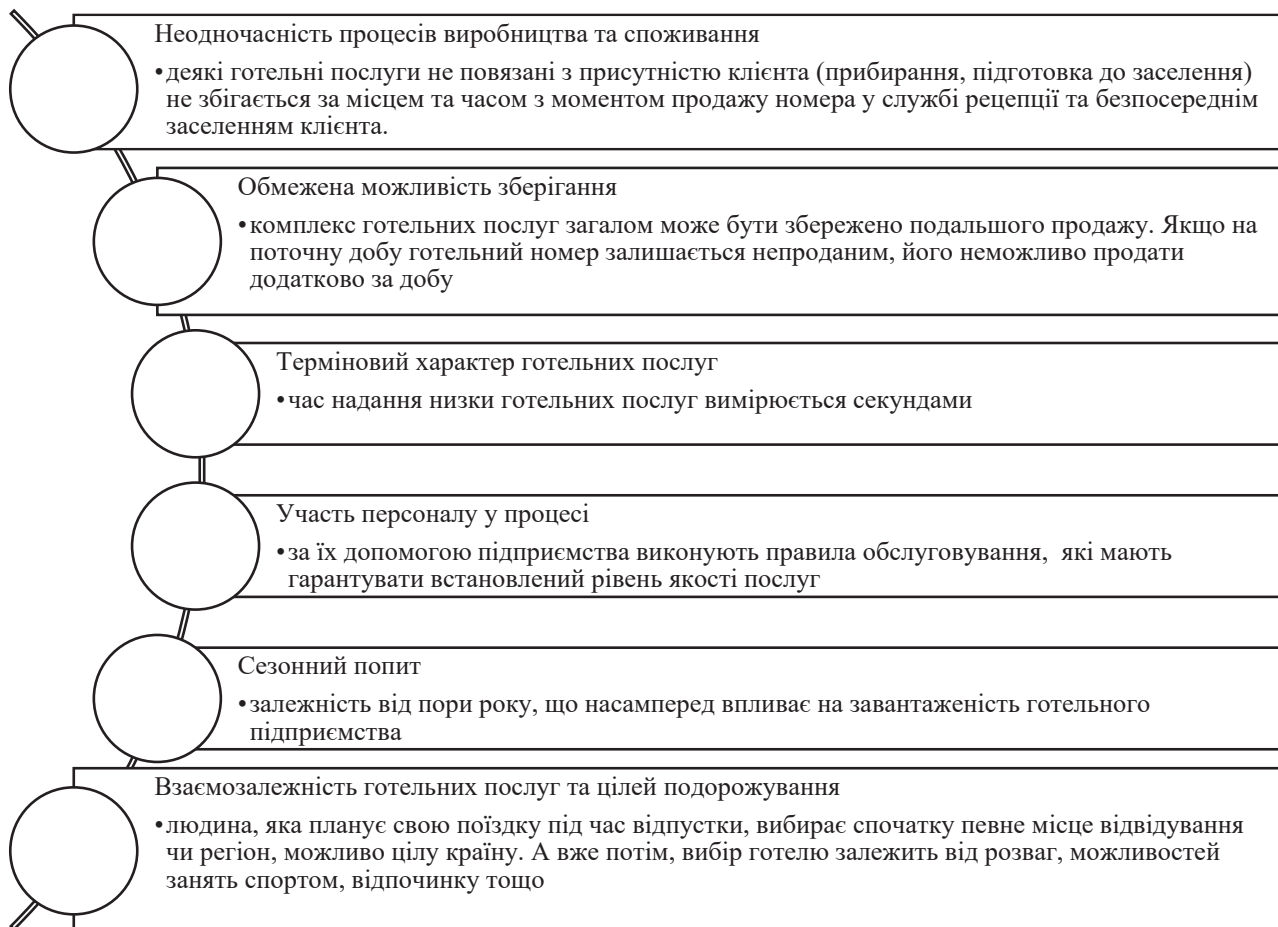 Неодночасність процесів виробництва та споживання
•деякі готельні послуги не повязані з присутністю клієнта (прибирання, підготовка до заселення)
не збігається за місцем та часом з моментом продажу номера у службі рецепції та безпосереднім
заселенням клієнта.
Обмежена можливість зберігання
•комплекс готельних послуг загалом може бути збережено подальшого продажу. Якщо на
поточну добу готельний номер залишається непроданим, його неможливо продати
додатково за добу
Терміновий характер готельних послуг
•час надання низки готельних послуг вимірюється секундами
Участь персоналу у процесі
•за їх допомогою підприємства виконують правила обслуговування,  які мають
гарантувати встановлений рівень якості послуг
Сезонний попит
•залежність від пори року, що насамперед впливає на завантаженість готельного
підприємства
Взаємозалежність готельних послуг та цілей подорожування
•людина, яка планує свою поїздку під час відпустки, вибирає спочатку певне місце відвідування
чи регіон, можливо цілу країну. А вже потім, вибір готелю залежить від розваг, можливостей
занять спортом, відпочинку тощо